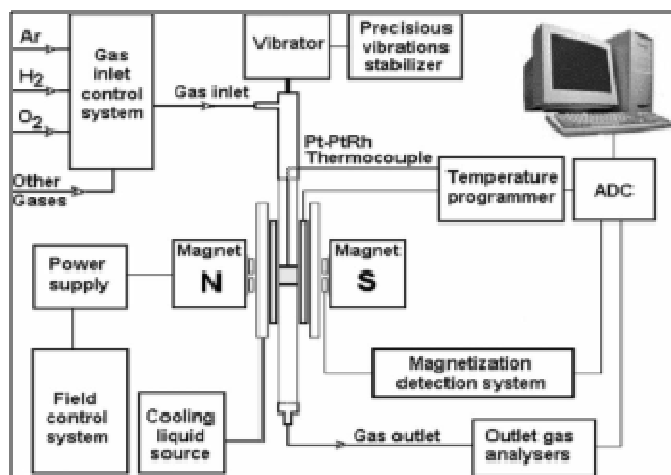 Ar
H2
O2
Other
Gases
Gas
inlet
control
system
Gas inlet
Vibrator
Precisious
vibrations
stabilizer
Pt-PtRh
Thermocouple
Temperature
programmer
ADC
Power
supply
Magnet
N
Magnet
S
Field
control
system
Cooling
liquid
source
Magnetization
detection system
Gas outlet
Outlet gas
analysers